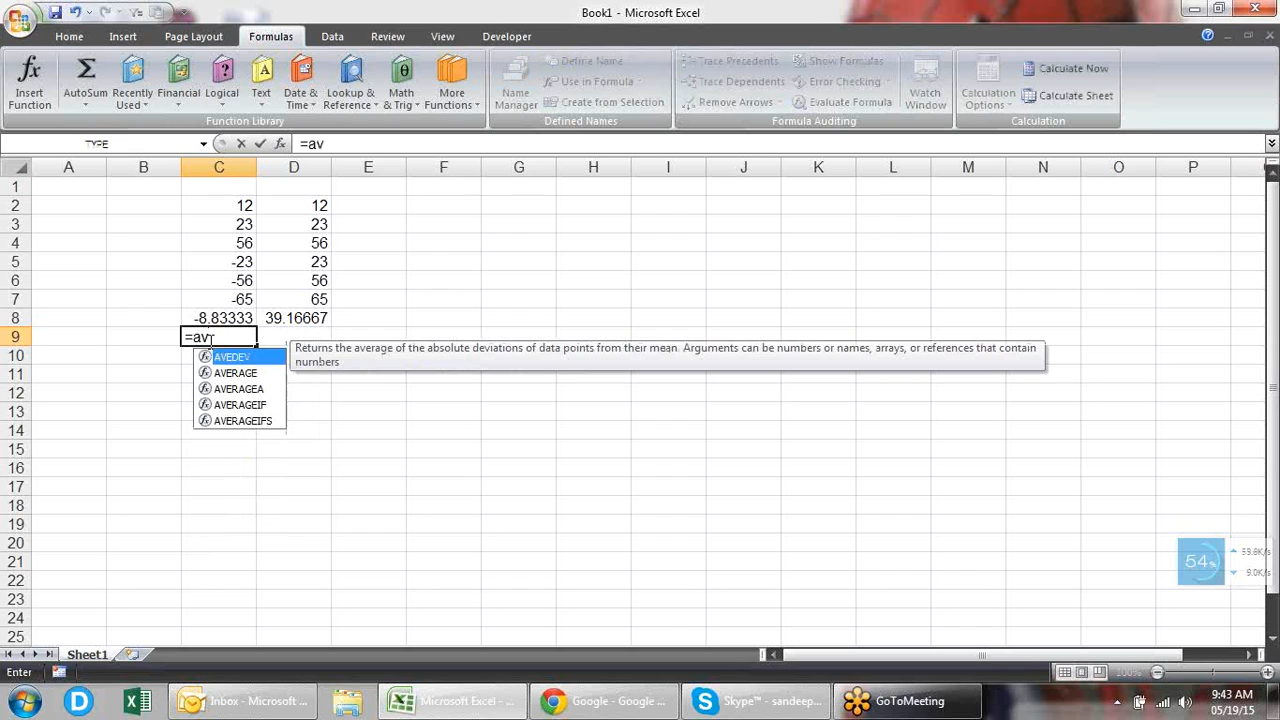 Book1 - Microsoft Excel
Home Insert Page Layout Formulas Data Review View Developer
Insert Function
AutoSum
Recently Used
Financial
Logical
Text
Date & Time
Lookup & Reference
Math & Trig
More Functions
Function Library
Name Manager
Define Name
Use in Formula
Create from Selection
Defined Names
Trace Precedents
Trace Dependents
Remove Arrows
Show Formulas
Error Checking
Evaluate Formula
Formula Auditing
Watch Window
Calculation Options
Calculate Now
Calculate Sheet
Calculation
TYPE =av
A B C D E F G H I J K L M N O P
1
2 12 12
3 23 23
4 56 56
5 -23 23
6 -56 56
7 -65 65
8 -8.83333 39.16667
9 =av
10 AVEDEV
Returns the average of the absolute deviations of data points from their mean. Arguments can be numbers or names, arrays, or references that contain
numbers
11 AVERAGE
12 AVERAGEA
13 AVERAGEIF
14 AVERAGEIFS
15
16
17
18
19
20
21
22
23
24
25
54%
53.6K/s
9.0K/s
Sheet1
Enter 100%
Inbox - Microsoft ...
Microsoft Excel - ...
Google - Google ...
Skype™ - sandeep...
GoToMeeting
9:43 AM
05/19/15